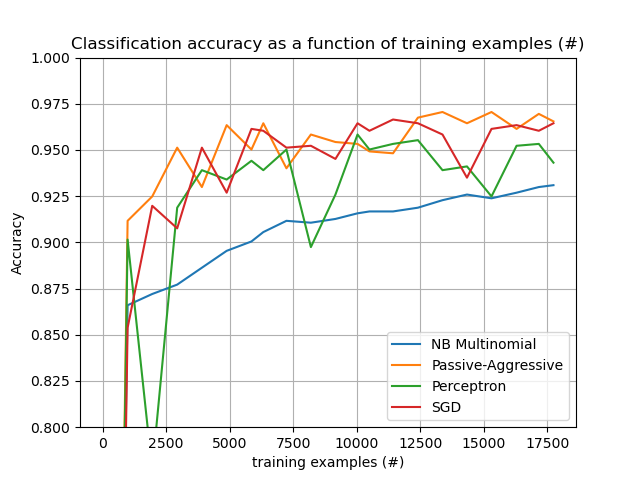 Classification accuracy as a function of training examples (#)
1.000
0.975
0.950
0.925
0.900
0.875
0.850
0.825
0.800
Accuracy
NB Multinomial
Passive-Aggressive
Perceptron
SGD
0 2500 5000 7500 10000 12500 15000 17500
training examples (#)